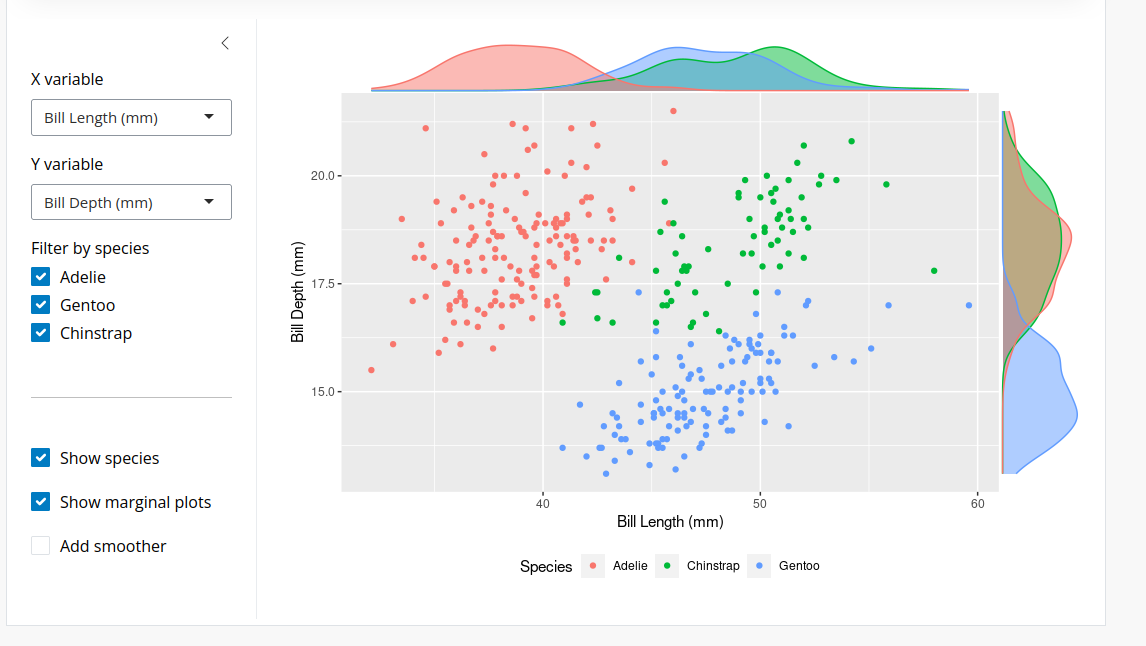 X variable
Bill Length (mm)
Y variable
Bill Depth (mm)
Filter by species
Adelie
Gentoo
Chinstrap
Show species
Show marginal plots
Add smoother
Bill Depth (mm)
20.0
17.5
15.0
40 50 60
Bill Length (mm)
Species Adelie Chinstrap Gentoo